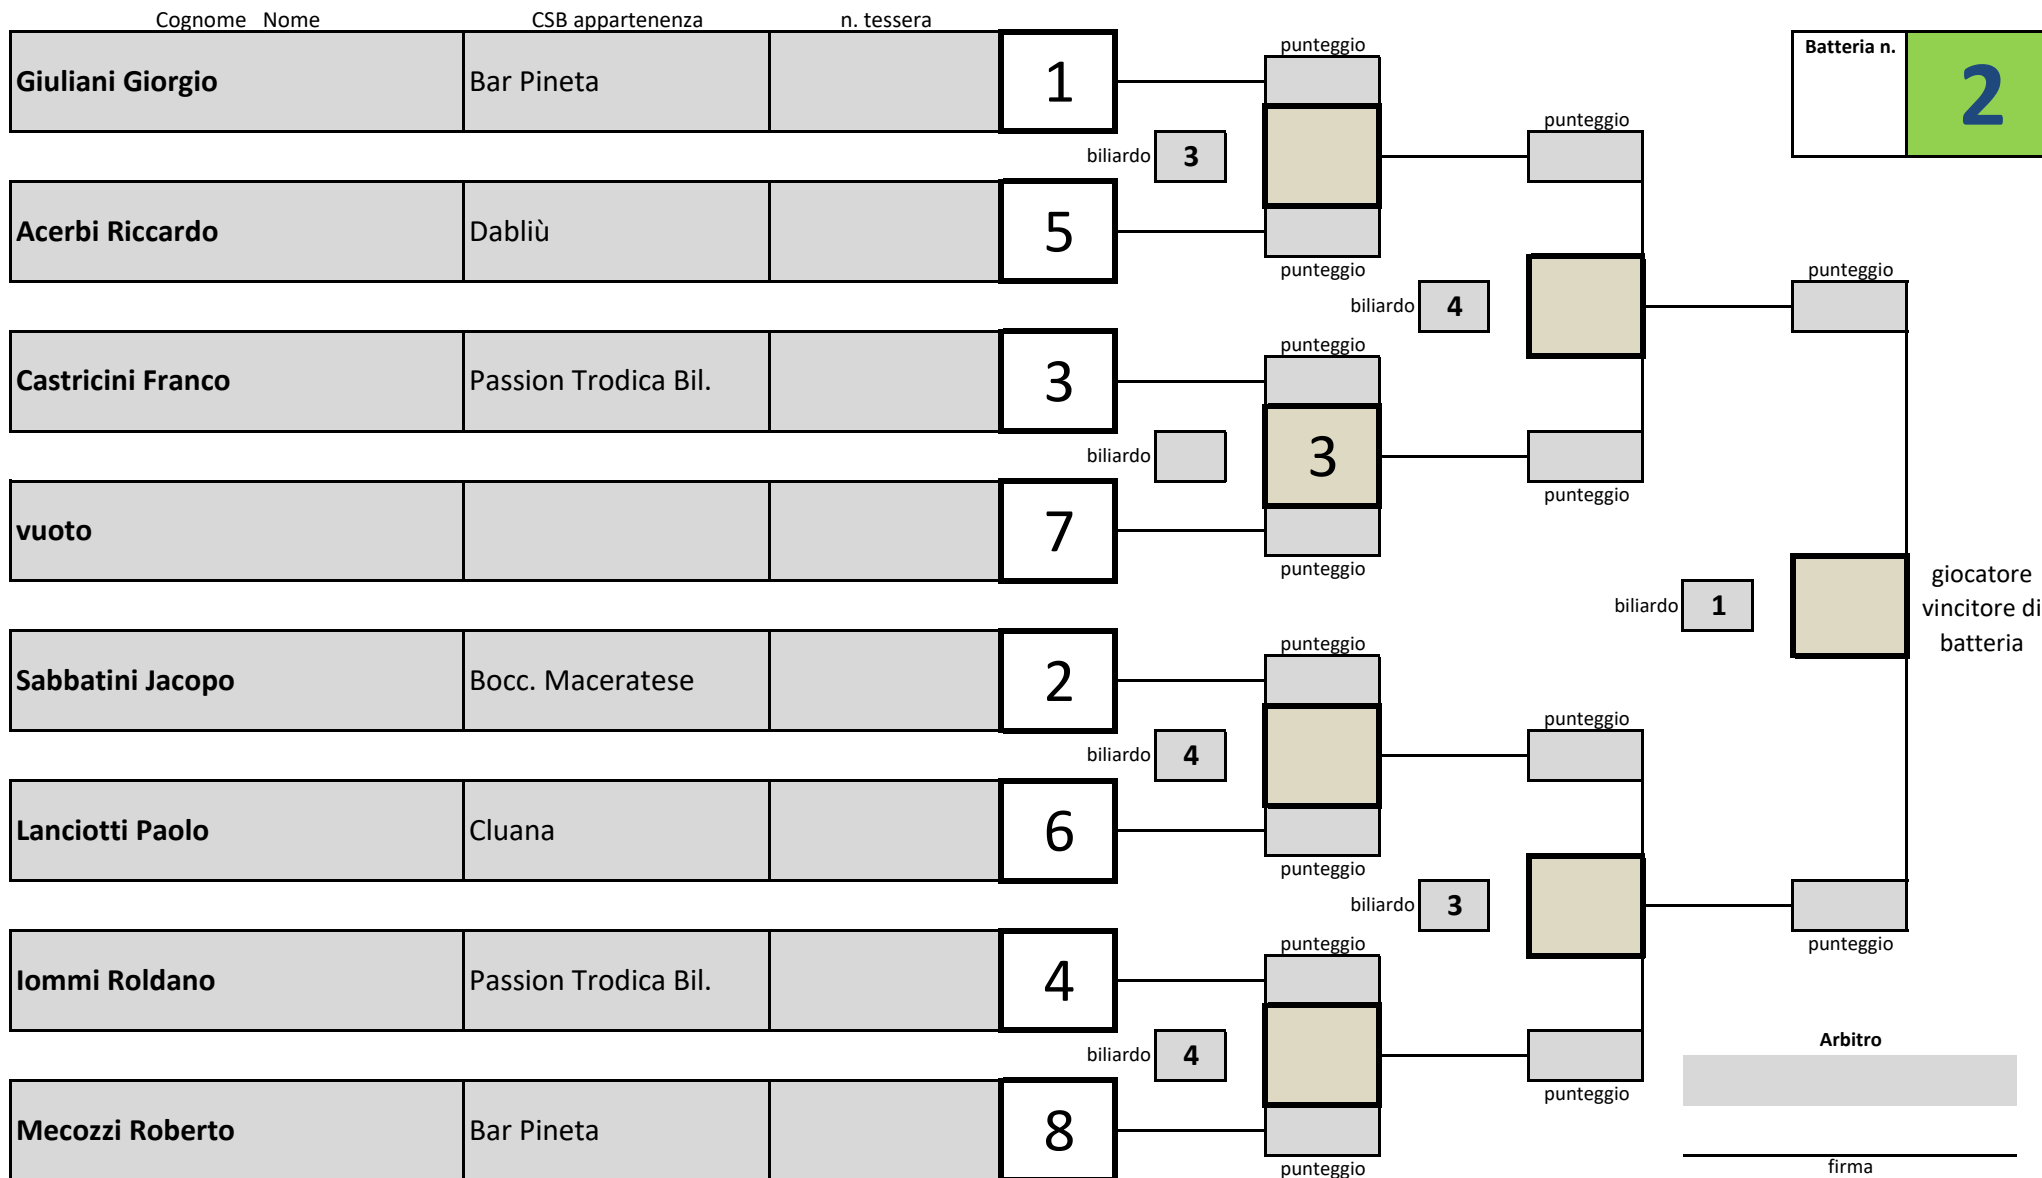 Cognome Nome CSB appartenenza n. tessera
punteggio
Batteria n. 2
Giuliani Giorgio Bar Pineta 1
punteggio
biliardo 3
Acerbi Riccardo Dabliù 5
punteggio
punteggio
biliardo 4
punteggio
Castricini Franco Passion Trodica Bil. 3
biliardo 3
punteggio
vuoto 7
punteggio
giocatore
vincitore di
batteria
biliardo 1
punteggio
Sabbatini Jacopo Bocc. Maceratese 2
punteggio
biliardo 4
Lanciotti Paolo Cluana 6
punteggio
biliardo 3
punteggio
punteggio
Iommi Roldano Passion Trodica Bil. 4
Arbitro
biliardo 4
punteggio
Mecozzi Roberto Bar Pineta 8
punteggio
firma